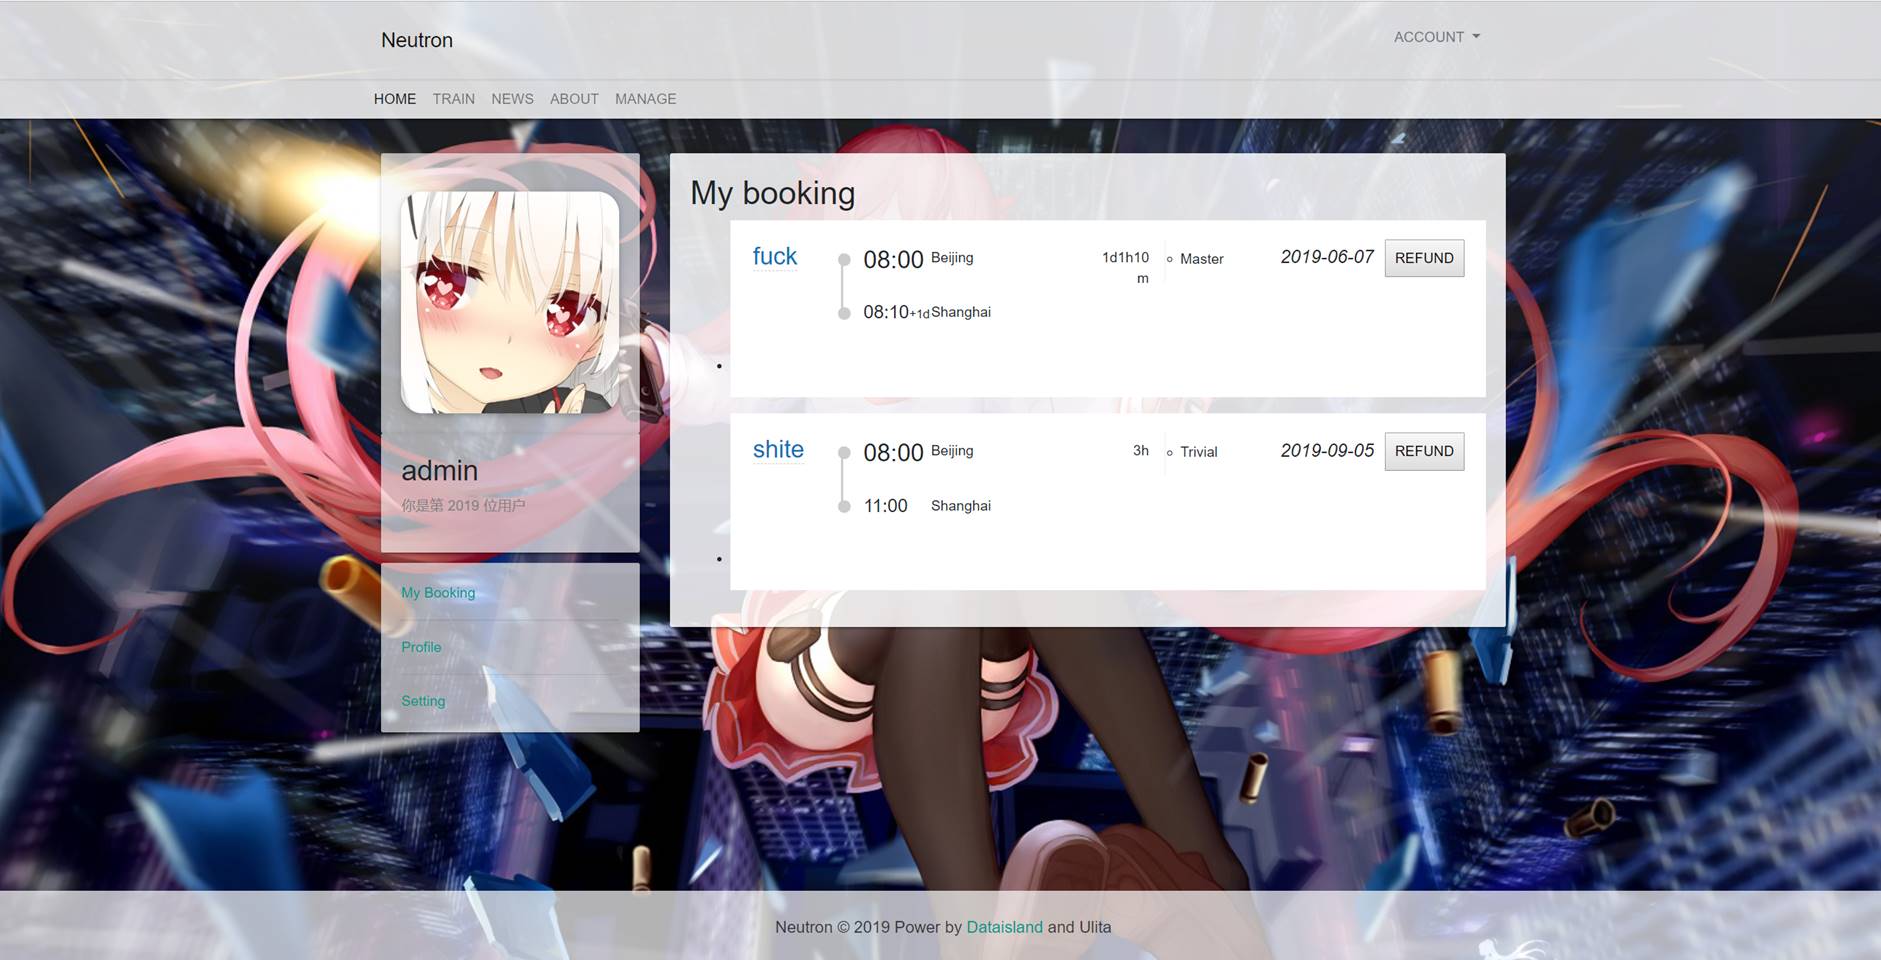 Neutron
ACCOUNT
HOME TRAIN NEWS ABOUT MANAGE
admin
你是第 2019 位用户
My Booking
Profile
Setting
My booking
fuck 08:00 Beijing 1d1h10 Master 2019-06-07 REFUND
m
08:10+1d Shanghai
shite 08:00 Beijing 3h Trivial 2019-09-05 REFUND
11:00 Shanghai
Neutron © 2019 Power by Dataisland and Ulita